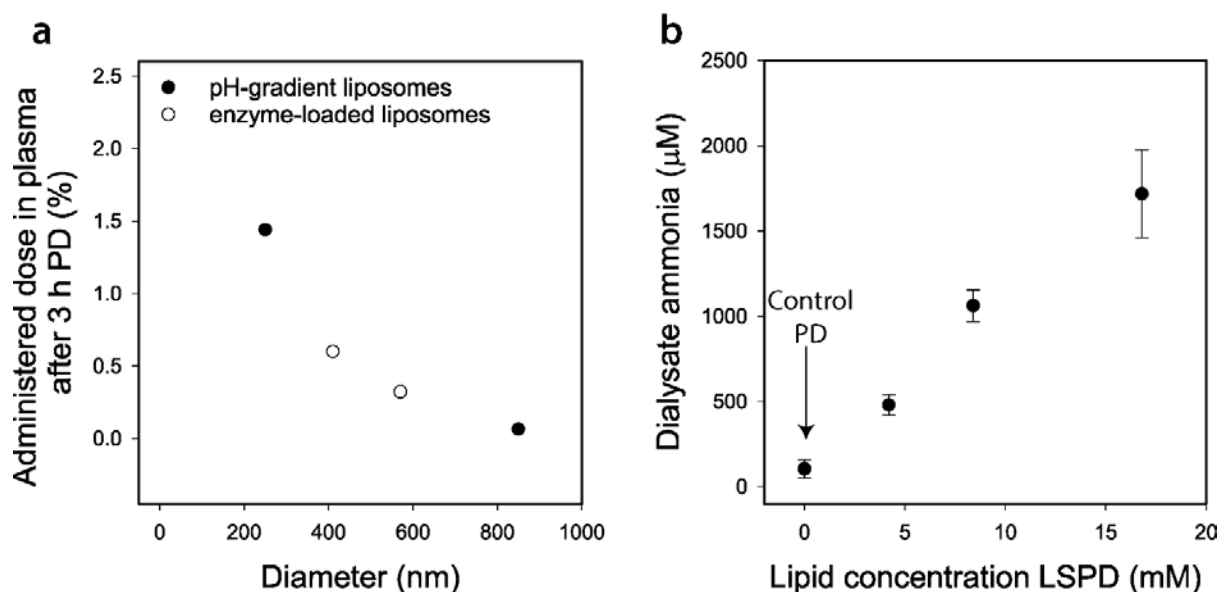 a
pH-gradient liposomes
enzyme-loaded liposomes
Administered dose in plasma
after 3 h PD (%)
2.5
2.0
1.5
1.0
0.5
0.0
0
200
400
600
800
1000
Diameter (nm)
b
Control
PD
Dialysate ammonia (μM)
2500
2000
1500
1000
500
0
0
5
10
15
20
Lipid concentration LSPD (mM)